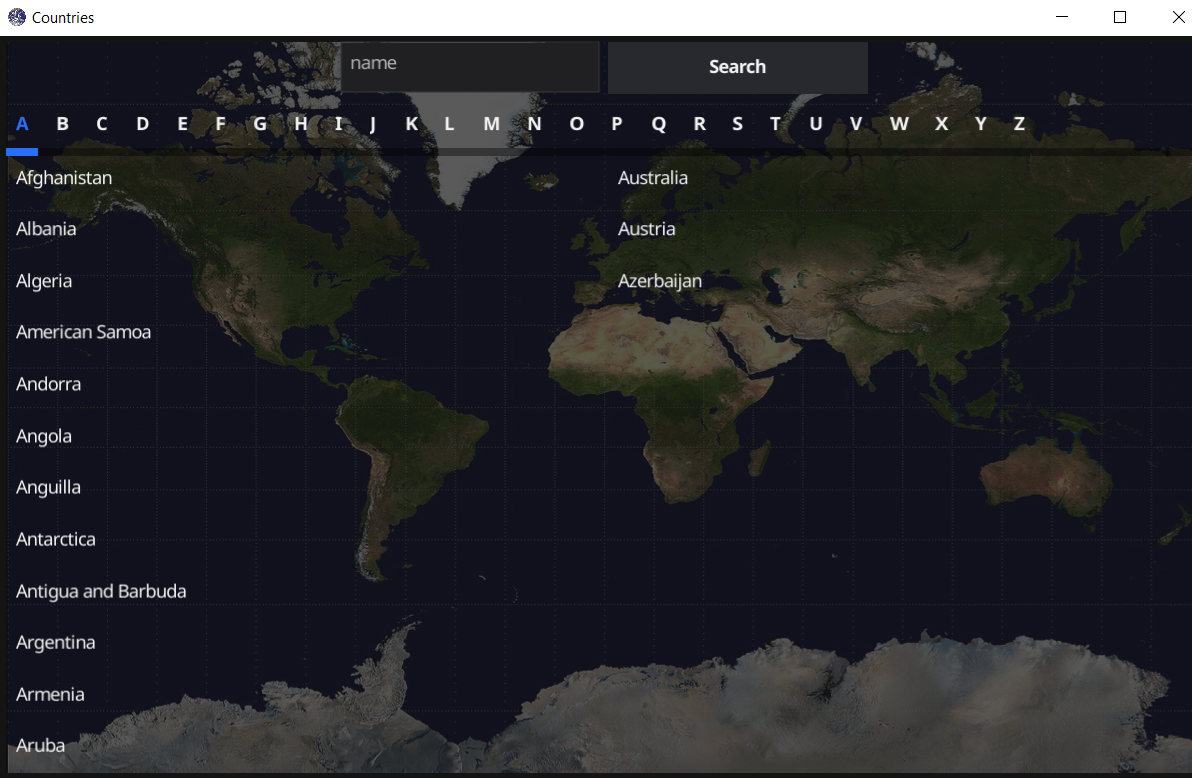 Countries
name
Search
A B C D E F G H I J K L M N O P Q R S T U V W X Y Z
Afghanistan
Albania
Algeria
American Samoa
Andorra
Angola
Anguilla
Antarctica
Antigua and Barbuda
Argentina
Armenia
Aruba
Australia
Austria
Azerbaijan